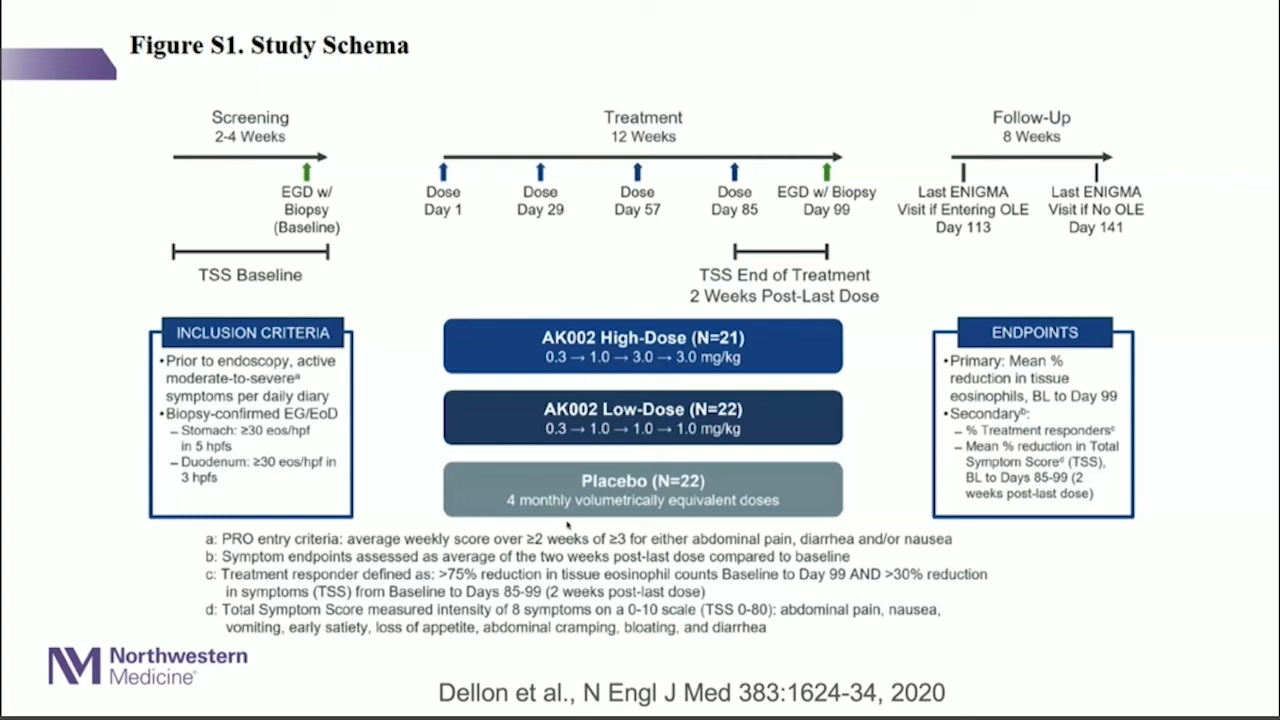 Figure S1. Study Schema
Screening
2-4 Weeks
EGD w/
Biopsy
(Baseline)
TSS Baseline
Treatment
12 Weeks
Dose
Day 1
Dose
Day 29
Dose
Day 57
Dose
Day 85
EGD w/ Biopsy
Day 99
TSS End of Treatment
2 Weeks Post-Last Dose
Follow-Up
8 Weeks
Last ENIGMA
Visit if Entering OLE
Day 113
Last ENIGMA
Visit if No OLE
Day 141
INCLUSION CRITERIA
•Prior to endoscopy, active
moderate-to-severeᵃ
symptoms per daily diary
•Biopsy-confirmed EG/EoD
– Stomach: ≥30 eos/hpf
in 5 hpfs
– Duodenum: ≥30 eos/hpf in
3 hpfs
AK002 High-Dose (N=21)
0.3 → 1.0 → 3.0 → 3.0 mg/kg
AK002 Low-Dose (N=22)
0.3 → 1.0 → 1.0 → 1.0 mg/kg
Placebo (N=22)
4 monthly volumetrically equivalent doses
ENDPOINTS
•Primary: Mean %
reduction in tissue
eosinophils, BL to Day 99
•Secondaryᵇ:
– % Treatment respondersᶜ
– Mean % reduction in Total
Symptom Scoreᵈ (TSS),
BL to Days 85-99 (2
weeks post-last dose)
a: PRO entry criteria: average weekly score over ≥2 weeks of ≥3 for either abdominal pain, diarrhea and/or nausea
b: Symptom endpoints assessed as average of the two weeks post-last dose compared to baseline
c: Treatment responder defined as: >75% reduction in tissue eosinophil counts Baseline to Day 99 AND >30% reduction
in symptoms (TSS) from Baseline to Days 85-99 (2 weeks post-last dose)
d: Total Symptom Score measured intensity of 8 symptoms on a 0-10 scale (TSS 0-80): abdominal pain, nausea,
vomiting, early satiety, loss of appetite, abdominal cramping, bloating, and diarrhea
NM Northwestern
Medicine®
Dellon et al., N Engl J Med 383:1624-34, 2020